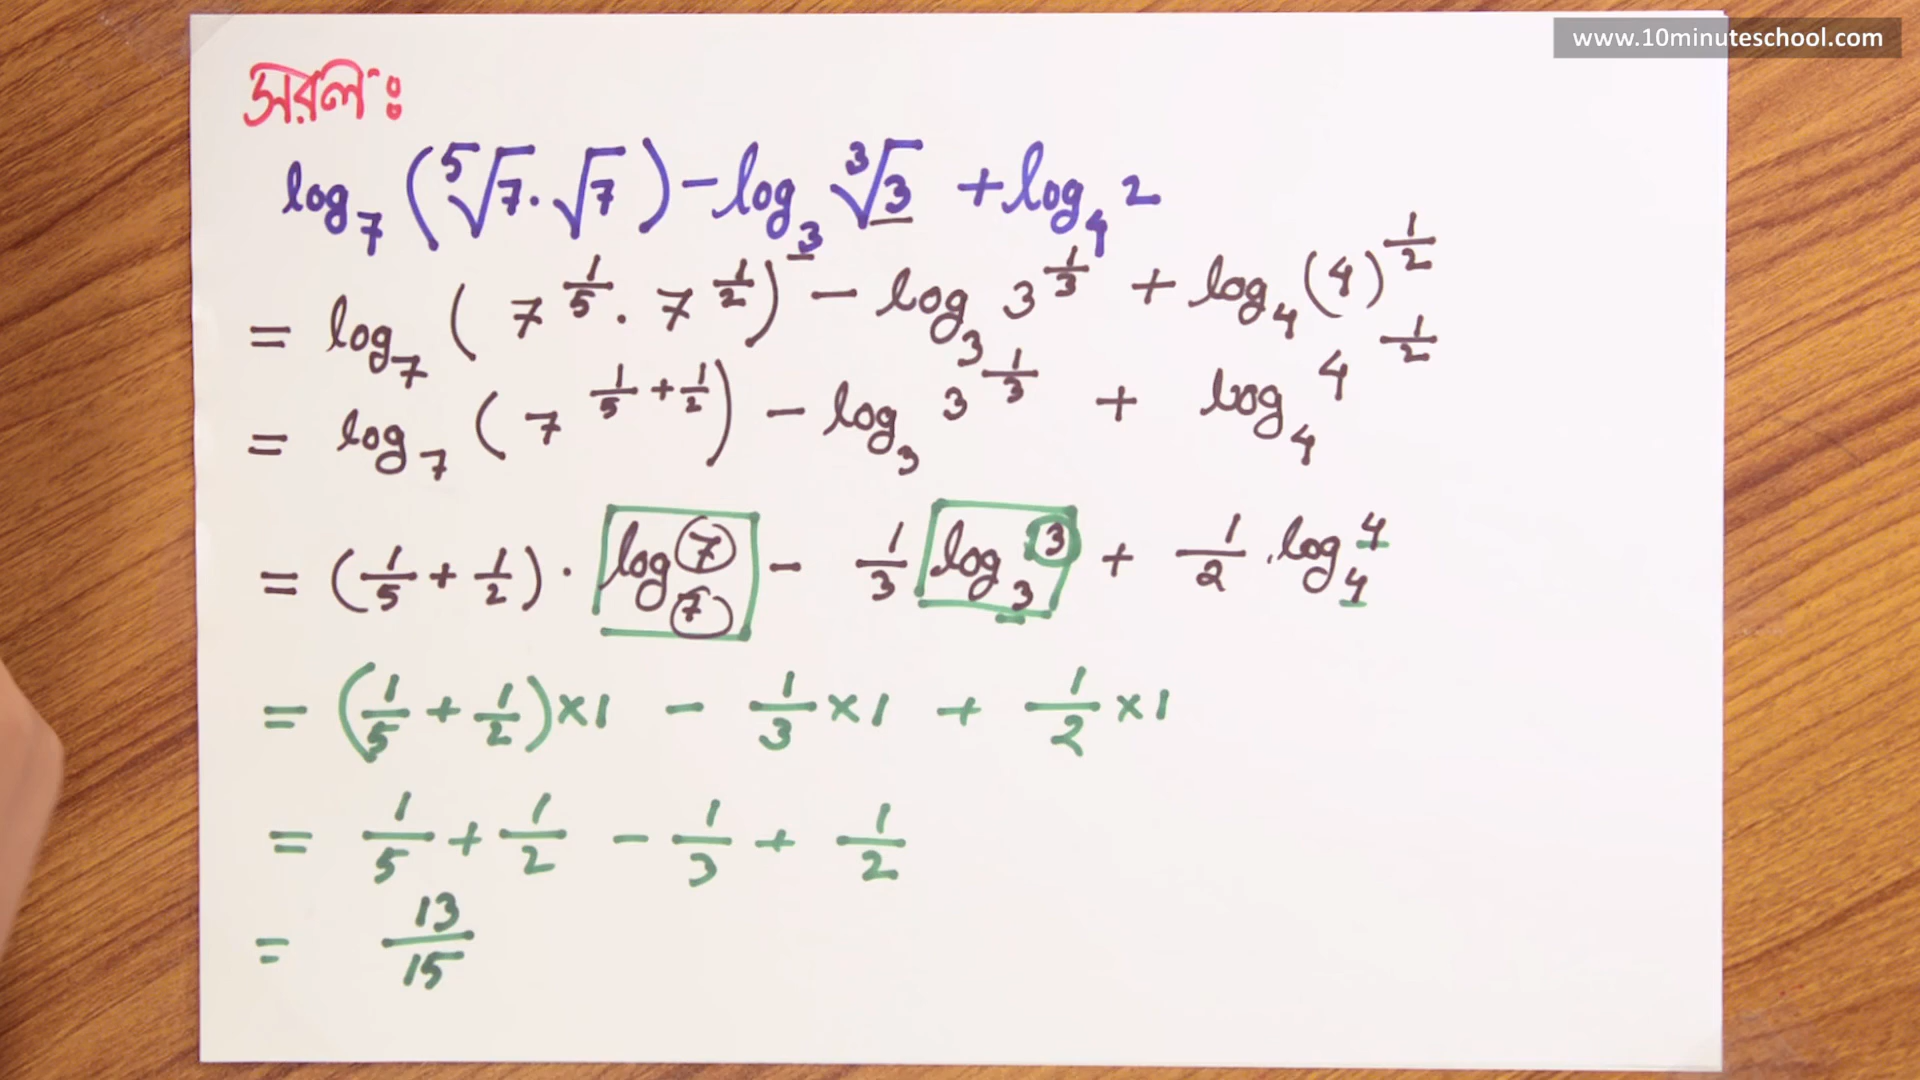 www.10minuteschool.com
সরলঃ
log₇ (⁵√7 . √7) - log₃ ³√3 + log₄ 2
= log₇ (7^(1/5) . 7^(1/2)) - log₃ 3^(1/3) + log₄ (4)^(1/2)
= log₇ (7^(1/5 + 1/2)) - log₃ 3^(1/3) + log₄ 4^(1/2)
= (1/5 + 1/2) . log₇ 7 - 1/3 log₃ 3 + 1/2 . log₄ 4
= (1/5 + 1/2) × 1 - 1/3 × 1 + 1/2 × 1
= 1/5 + 1/2 - 1/3 + 1/2
= 13/15